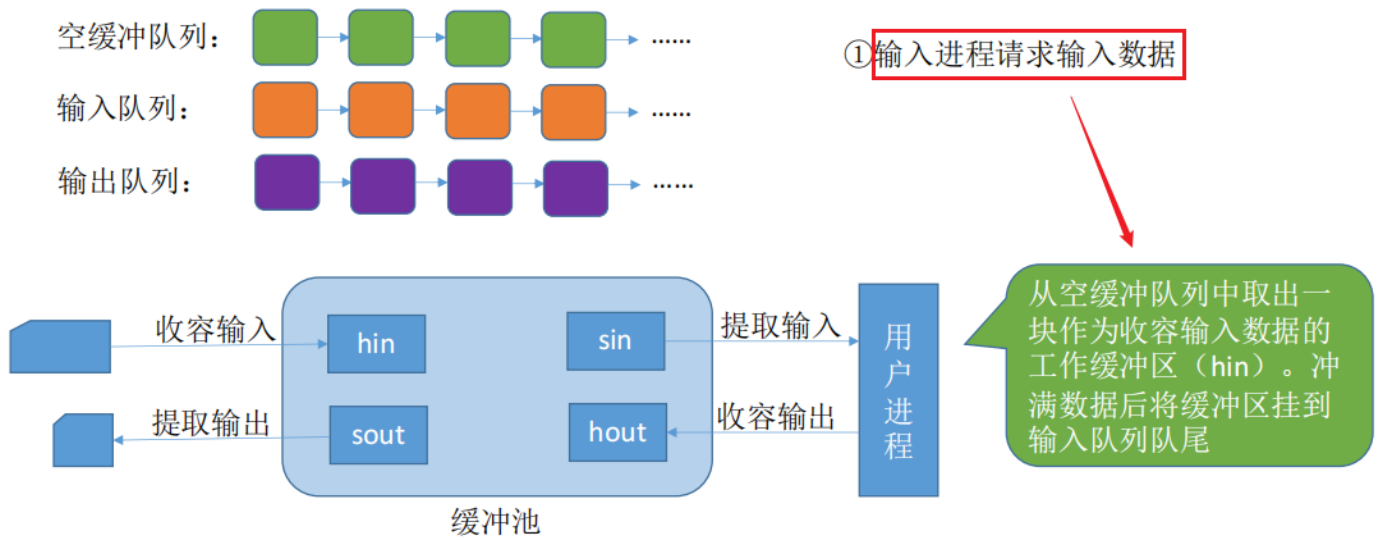 空缓冲队列：
......
①输入进程请求输入数据
输入队列：
......
输出队列：
......
收容输入
hin
sin
提取输入
提取输出
sout
hout
收容输出
用
户
进
程
缓冲池
从空缓冲队列中取出一
块作为收容输入数据的
工作缓冲区（hin）。冲
满数据后将缓冲区挂到
输入队列队尾